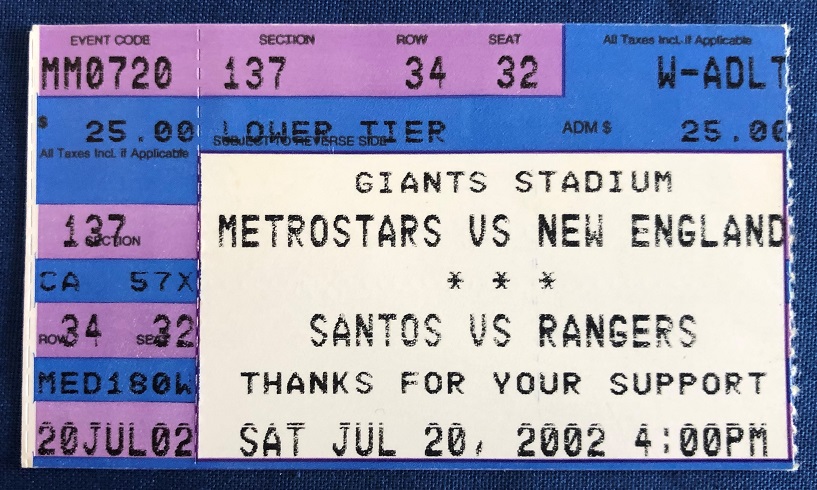 EVENT CODE SECTION ROW SEAT All Taxes Incl. if Applicable
MM0720 137 34 32 W-ADLT
$ 25.00 LOWER TIER ADM $ 25.00
SUBJECT TO REVERSE SIDE
All Taxes Incl. if Applicable
GIANTS STADIUM
137 METROSTARS VS NEW ENGLAND
SECTION
CA 57X * * *
34 32 SANTOS VS RANGERS
ROW SEAT
MED180W THANKS FOR YOUR SUPPORT
20JUL02 SAT JUL 20, 2002 4:00PM